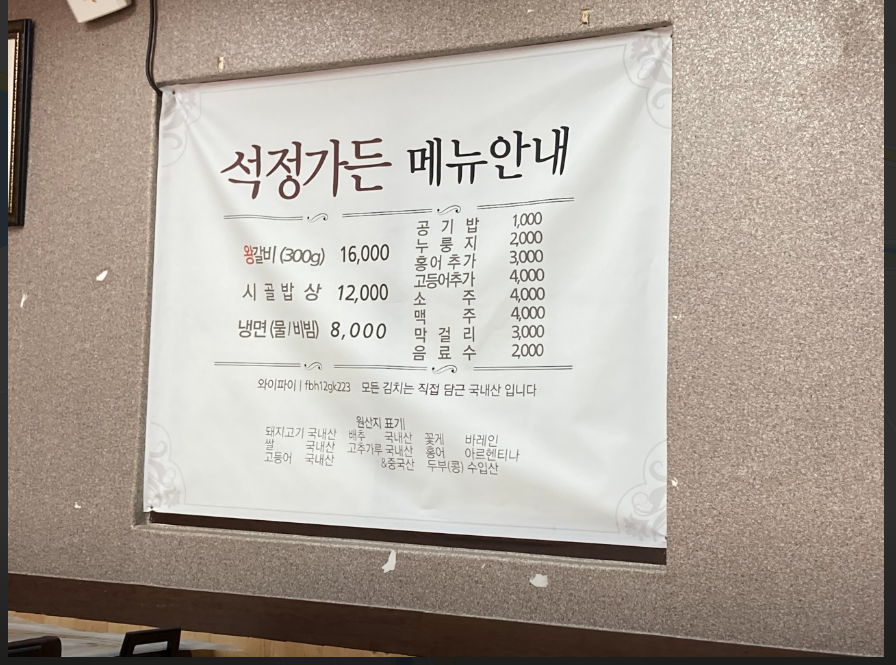 석정가든 메뉴안내
왕갈비 (300g) 16,000
시골밥상 12,000
냉면 (물/비빔) 8,000
공기밥 1,000
누룽지 2,000
홍어추가 3,000
고등어추가 4,000
소주 4,000
맥주 4,000
막걸리 3,000
음료수 2,000
와이파이 | fbh12gk223 모든 김치는 직접 담근 국내산 입니다
원산지 표기
돼지고기 국내산 배추 국내산 꽃게 바레인
쌀 국내산 고추가루 국내산 홍어 아르헨티나
고등어 국내산 &중국산 두부(콩) 수입산